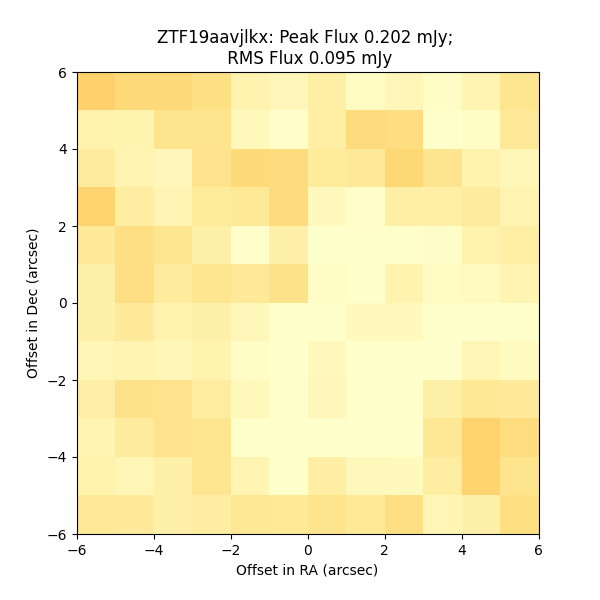 ZTF19aavjlkx: Peak Flux 0.202 mJy;
RMS Flux 0.095 mJy
6
4
2
0
−2
−4
−6
Offset in Dec (arcsec)
−6 −4 −2 0 2 4 6
Offset in RA (arcsec)